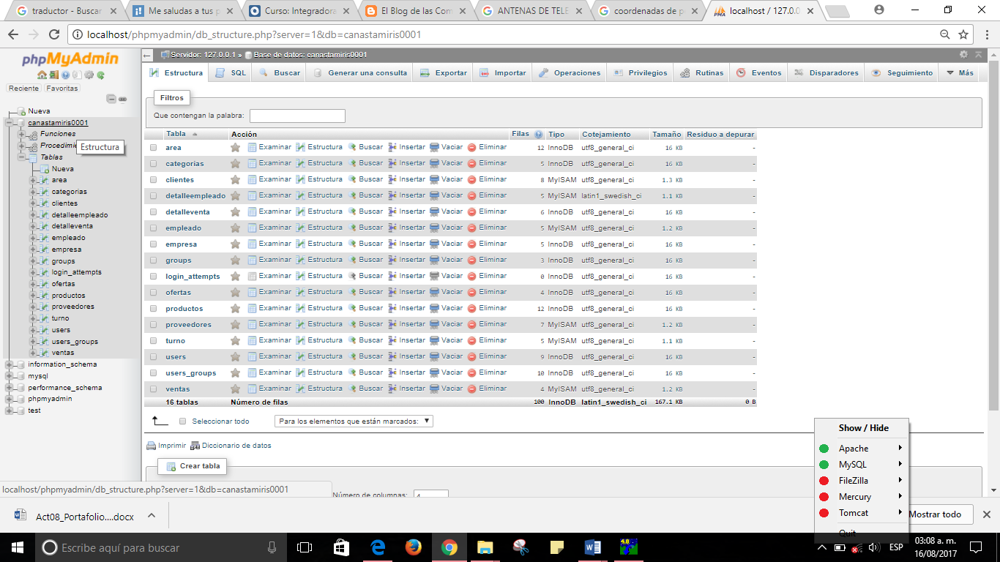 traductor - Buscar
Me saludas a tus p
Curso: Integradora
El Blog de las Com
ANTENAS DE TELE
coordenadas de p
localhost / 127.0.0
localhost/phpmyadmin/db_structure.php?server=1&db=canastamiris0001
phpMyAdmin
Reciente Favoritas
Nueva
canastamiris0001
Funciones
Procedimie
Estructura
Tablas
Nueva
area
categorias
clientes
detalleempleado
detalleventa
empleado
empresa
groups
login_attempts
ofertas
productos
proveedores
turno
users
users_groups
ventas
information_schema
mysql
performance_schema
phpmyadmin
test
Servidor: 127.0.0.1 » Base de datos: canastamiris0001
Estructura SQL Buscar Generar una consulta Exportar Importar Operaciones Privilegios Rutinas Eventos Disparadores Seguimiento Más
Filtros
Que contengan la palabra:
Tabla Acción Filas Tipo Cotejamiento Tamaño Residuo a depurar
area Examinar Estructura Buscar Insertar Vaciar Eliminar 12 InnoDB utf8_general_ci 16 KB -
categorias Examinar Estructura Buscar Insertar Vaciar Eliminar 5 InnoDB utf8_general_ci 16 KB -
clientes Examinar Estructura Buscar Insertar Vaciar Eliminar 8 MyISAM utf8_general_ci 1.3 KB -
detalleempleado Examinar Estructura Buscar Insertar Vaciar Eliminar 5 MyISAM latin1_swedish_ci 1.1 KB -
detalleventa Examinar Estructura Buscar Insertar Vaciar Eliminar 6 InnoDB utf8_general_ci 16 KB -
empleado Examinar Estructura Buscar Insertar Vaciar Eliminar 5 MyISAM utf8_general_ci 1.2 KB -
empresa Examinar Estructura Buscar Insertar Vaciar Eliminar 5 InnoDB utf8_general_ci 16 KB -
groups Examinar Estructura Buscar Insertar Vaciar Eliminar 3 InnoDB utf8_general_ci 16 KB -
login_attempts Examinar Estructura Buscar Insertar Vaciar Eliminar 0 InnoDB utf8_general_ci 16 KB -
ofertas Examinar Estructura Buscar Insertar Vaciar Eliminar 4 InnoDB utf8_general_ci 16 KB -
productos Examinar Estructura Buscar Insertar Vaciar Eliminar 12 InnoDB utf8_general_ci 16 KB -
proveedores Examinar Estructura Buscar Insertar Vaciar Eliminar 7 MyISAM utf8_general_ci 1.2 KB -
turno Examinar Estructura Buscar Insertar Vaciar Eliminar 5 MyISAM utf8_general_ci 1.1 KB -
users Examinar Estructura Buscar Insertar Vaciar Eliminar 9 InnoDB utf8_general_ci 16 KB -
users_groups Examinar Estructura Buscar Insertar Vaciar Eliminar 10 InnoDB utf8_general_ci 16 KB -
ventas Examinar Estructura Buscar Insertar Vaciar Eliminar 4 MyISAM utf8_general_ci 1.2 KB -
16 tablas Número de filas 100 InnoDB latin1_swedish_ci 167.1 KB 0 B
Seleccionar todo Para los elementos que están marcados:
Imprimir Diccionario de datos
Crear tabla
Número de columnas: 4
localhost/phpmyadmin/db_structure.php?server=1&db=canastamiris0001
Show / Hide
Apache
MySQL
FileZilla
Mercury
Tomcat
Quit
Act08_Portafolio....docx
Mostrar todo
Escribe aquí para buscar
4.0
ESP
03:08 a. m.
16/08/2017